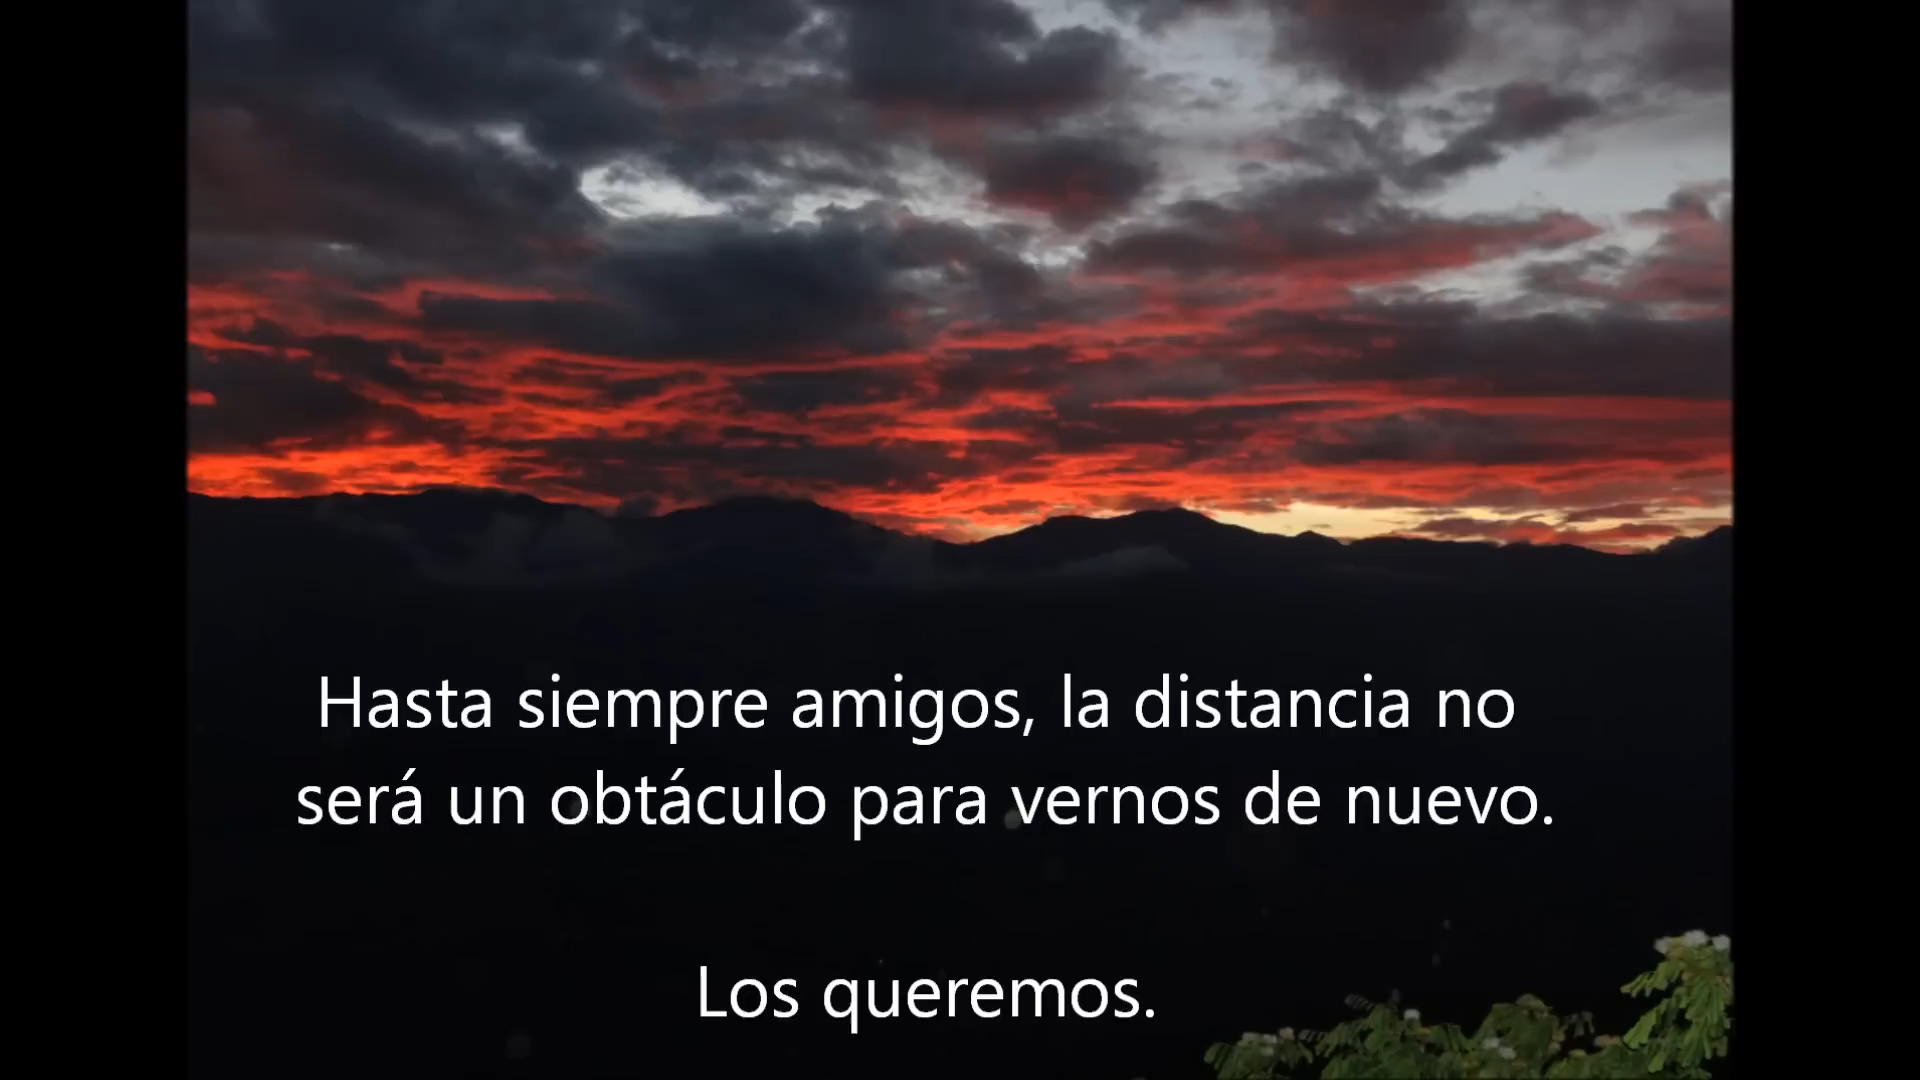 Hasta siempre amigos, la distancia no
será un obtáculo para vernos de nuevo.
Los queremos.